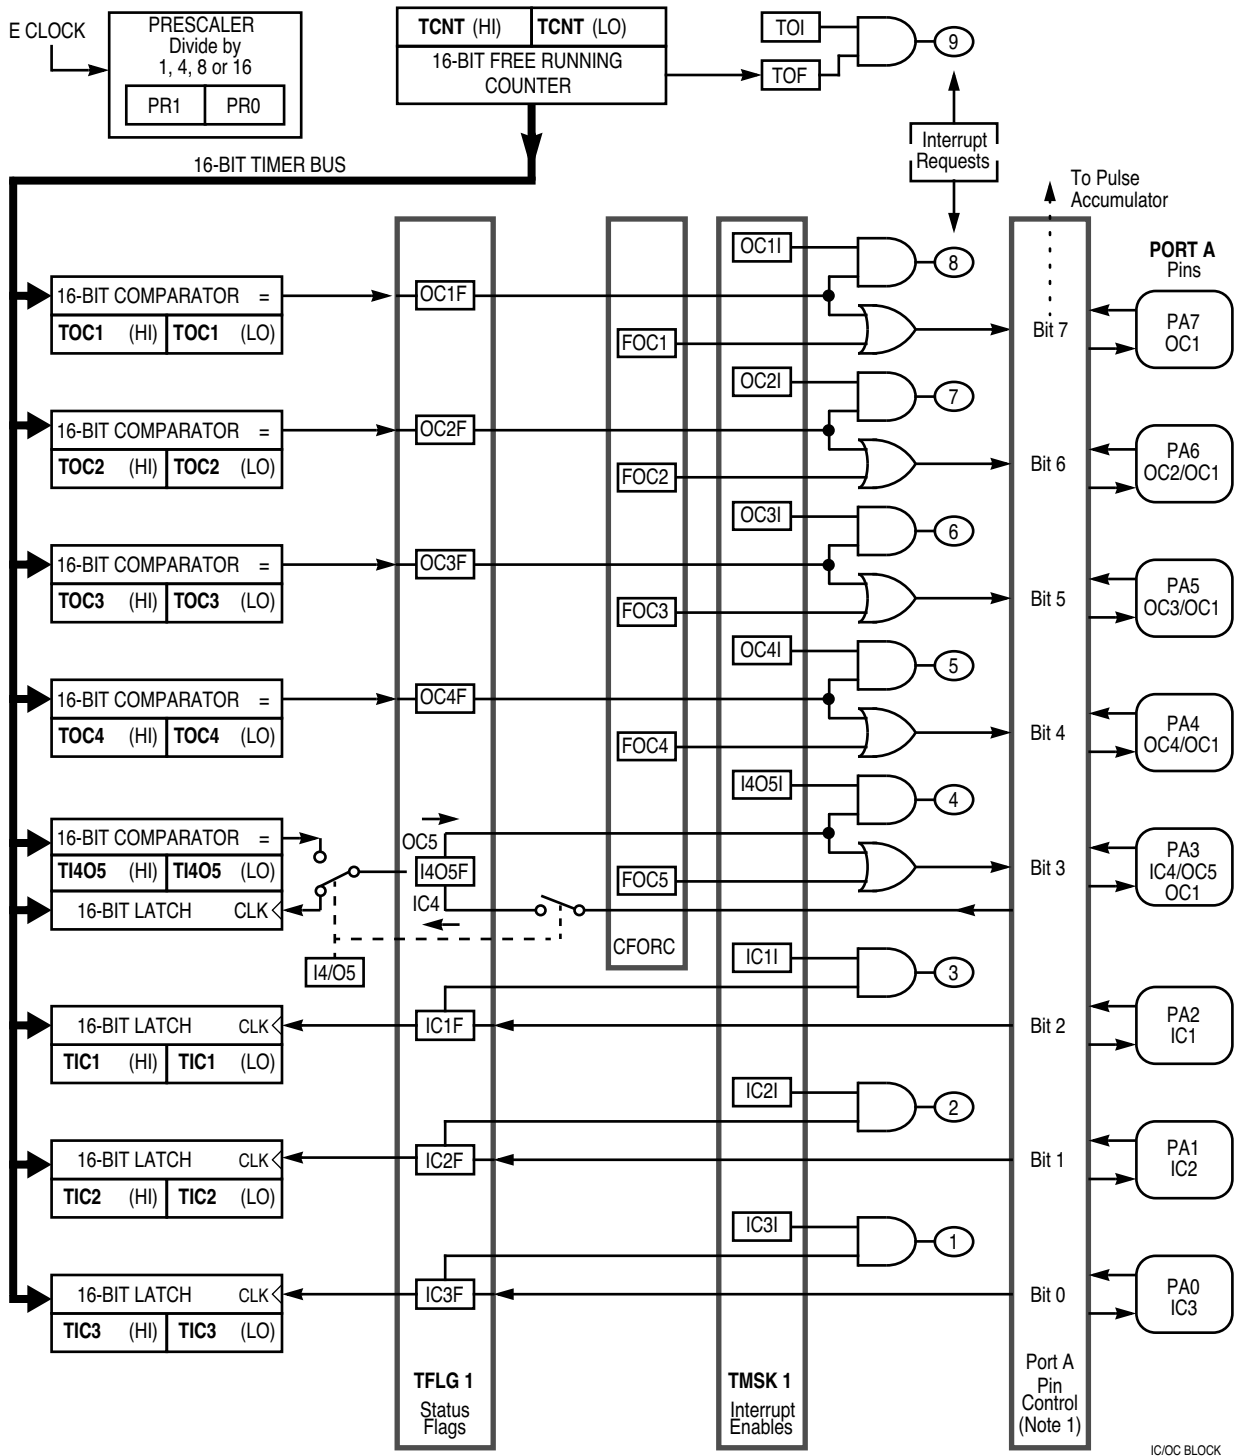 E CLOCK
PRESCALER
Divide by
1, 4, 8 or 16
PR1 PR0
TCNT (HI) TCNT (LO)
16-BIT FREE RUNNING
COUNTER
TOI
TOF
9
Interrupt
Requests
16-BIT TIMER BUS
To Pulse
Accumulator
PORT A
Pins
OC1I
8
16-BIT COMPARATOR =
TOC1 (HI) TOC1 (LO)
OC1F
FOC1
Bit 7
PA7
OC1
OC2I
7
16-BIT COMPARATOR =
TOC2 (HI) TOC2 (LO)
OC2F
FOC2
Bit 6
PA6
OC2/OC1
OC3I
6
16-BIT COMPARATOR =
TOC3 (HI) TOC3 (LO)
OC3F
FOC3
Bit 5
PA5
OC3/OC1
OC4I
5
16-BIT COMPARATOR =
TOC4 (HI) TOC4 (LO)
OC4F
FOC4
Bit 4
PA4
OC4/OC1
I4O5I
4
16-BIT COMPARATOR =
TI4O5 (HI) TI4O5 (LO)
16-BIT LATCH CLK
OC5
I4O5F
IC4
FOC5
Bit 3
PA3
IC4/OC5
OC1
I4/O5
CFORC
IC1I
3
16-BIT LATCH CLK
TIC1 (HI) TIC1 (LO)
IC1F
Bit 2
PA2
IC1
IC2I
2
16-BIT LATCH CLK
TIC2 (HI) TIC2 (LO)
IC2F
Bit 1
PA1
IC2
IC3I
1
16-BIT LATCH CLK
TIC3 (HI) TIC3 (LO)
IC3F
Bit 0
PA0
IC3
TFLG 1
Status
Flags
TMSK 1
Interrupt
Enables
Port A
Pin
Control
(Note 1)
IC/OC BLOCK